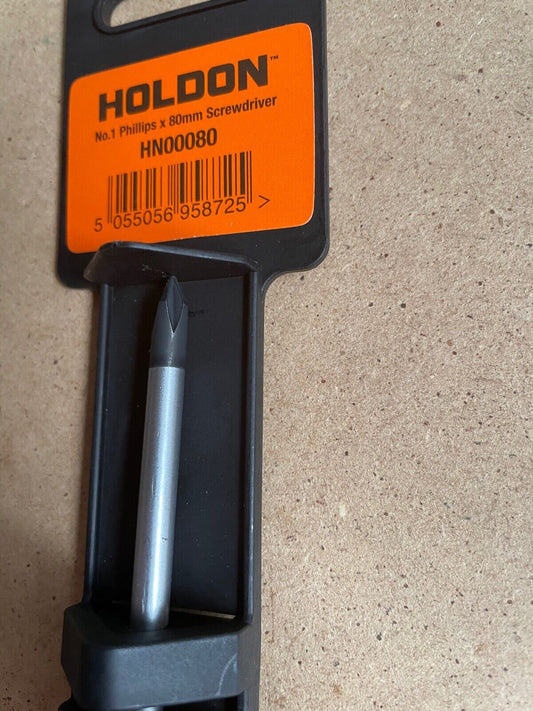 HOLDON™
No.1 Phillips x 80mm Screwdriver
HN00080
5 055056 958725 >